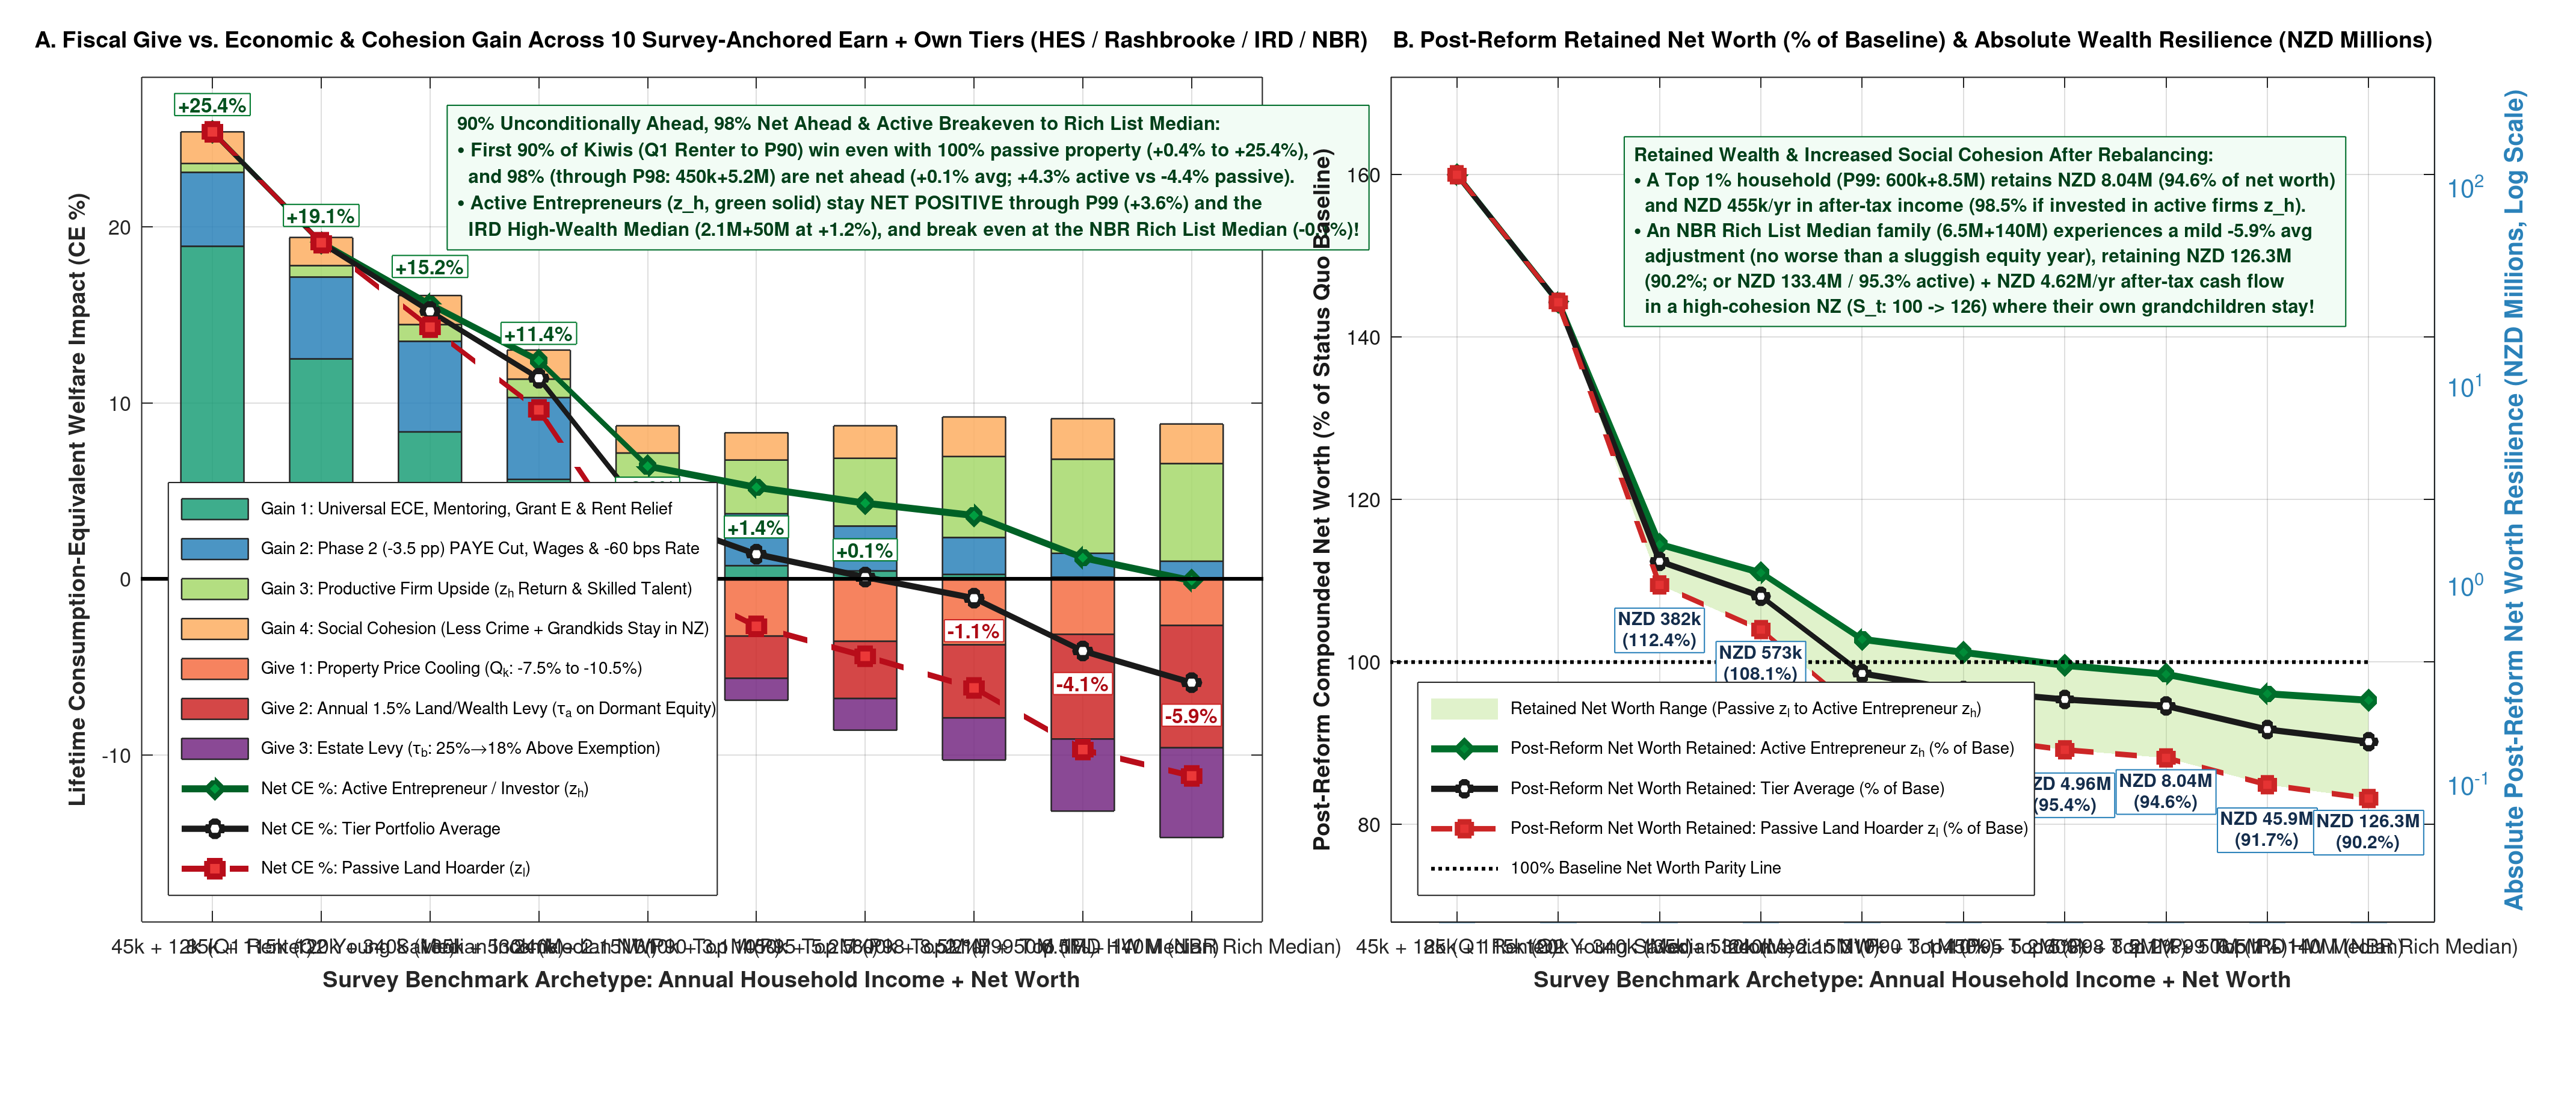 A. Fiscal Give vs. Economic & Cohesion Gain Across 10 Survey-Anchored Earn + Own Tiers (HES / Rashbrooke / IRD / NBR)
Lifetime Consumption-Equivalent Welfare Impact (CE %)
20
10
0
-10
+25.4%
+19.1%
+15.2%
+11.4%
+1.4%
+0.1%
-1.1%
-4.1%
-5.9%
90% Unconditionally Ahead, 98% Net Ahead & Active Breakeven to Rich List Median:
• First 90% of Kiwis (Q1 Renter to P90) win even with 100% passive property (+0.4% to +25.4%),
and 98% (through P98: 450k+5.2M) are net ahead (+0.1% avg; +4.3% active vs -4.4% passive).
• Active Entrepreneurs (z_h, green solid) stay NET POSITIVE through P99 (+3.6%) and the
IRD High-Wealth Median (2.1M+50M at +1.2%), and break even at the NBR Rich List Median
Gain 1: Universal ECE, Mentoring, Grant E & Rent Relief
Gain 2: Phase 2 (-3.5 pp) PAYE Cut, Wages & -60 bps Rate
Gain 3: Productive Firm Upside (zh Return & Skilled Talent)
Gain 4: Social Cohesion (Less Crime + Grandkids Stay in NZ)
Give 1: Property Price Cooling (Qk: -7.5% to -10.5%)
Give 2: Annual 1.5% Land/Wealth Levy (τa on Dormant Equity)
Give 3: Estate Levy (τb: 25%→18% Above Exemption)
Net CE %: Active Entrepreneur / Investor (zh)
Net CE %: Tier Portfolio Average
Net CE %: Passive Land Hoarder (zl)
Survey Benchmark Archetype: Annual Household Income + Net Worth
B. Post-Reform Retained Net Worth (% of Baseline) & Absolute Wealth Resilience (NZD Millions)
Post-Reform Compounded Net Worth (% of Status Quo Baseline)
160
140
120
100
80
Retained Wealth & Increased Social Cohesion After Rebalancing:
• A Top 1% household (P99: 600k+8.5M) retains NZD 8.04M (94.6% of net worth)
and NZD 455k/yr in after-tax income (98.5% if invested in active firms z_h).
• An NBR Rich List Median family (6.5M+140M) experiences a mild -5.9% avg
adjustment (no worse than a sluggish equity year), retaining NZD 126.3M
(90.2%; or NZD 133.4M / 95.3% active) + NZD 4.62M/yr after-tax cash flow
in a high-cohesion NZ (S_t: 100 -> 126) where their own grandchildren stay!
NZD 382k
(112.4%)
NZD 573k
(108.1%)
4.96M
(95.4%)
NZD 8.04M
(94.6%)
NZD 45.9M
(91.7%)
NZD 126.3M
(90.2%)
Retained Net Worth Range (Passive zl to Active Entrepreneur zh)
Post-Reform Net Worth Retained: Active Entrepreneur zh (% of Base)
Post-Reform Net Worth Retained: Tier Average (% of Base)
Post-Reform Net Worth Retained: Passive Land Hoarder zl (% of Base)
100% Baseline Net Worth Parity Line
Survey Benchmark Archetype: Annual Household Income + Net Worth
10²
10¹
10⁰
10⁻¹
Absolute Post-Reform Net Worth Resilience (NZD Millions, Log Scale)